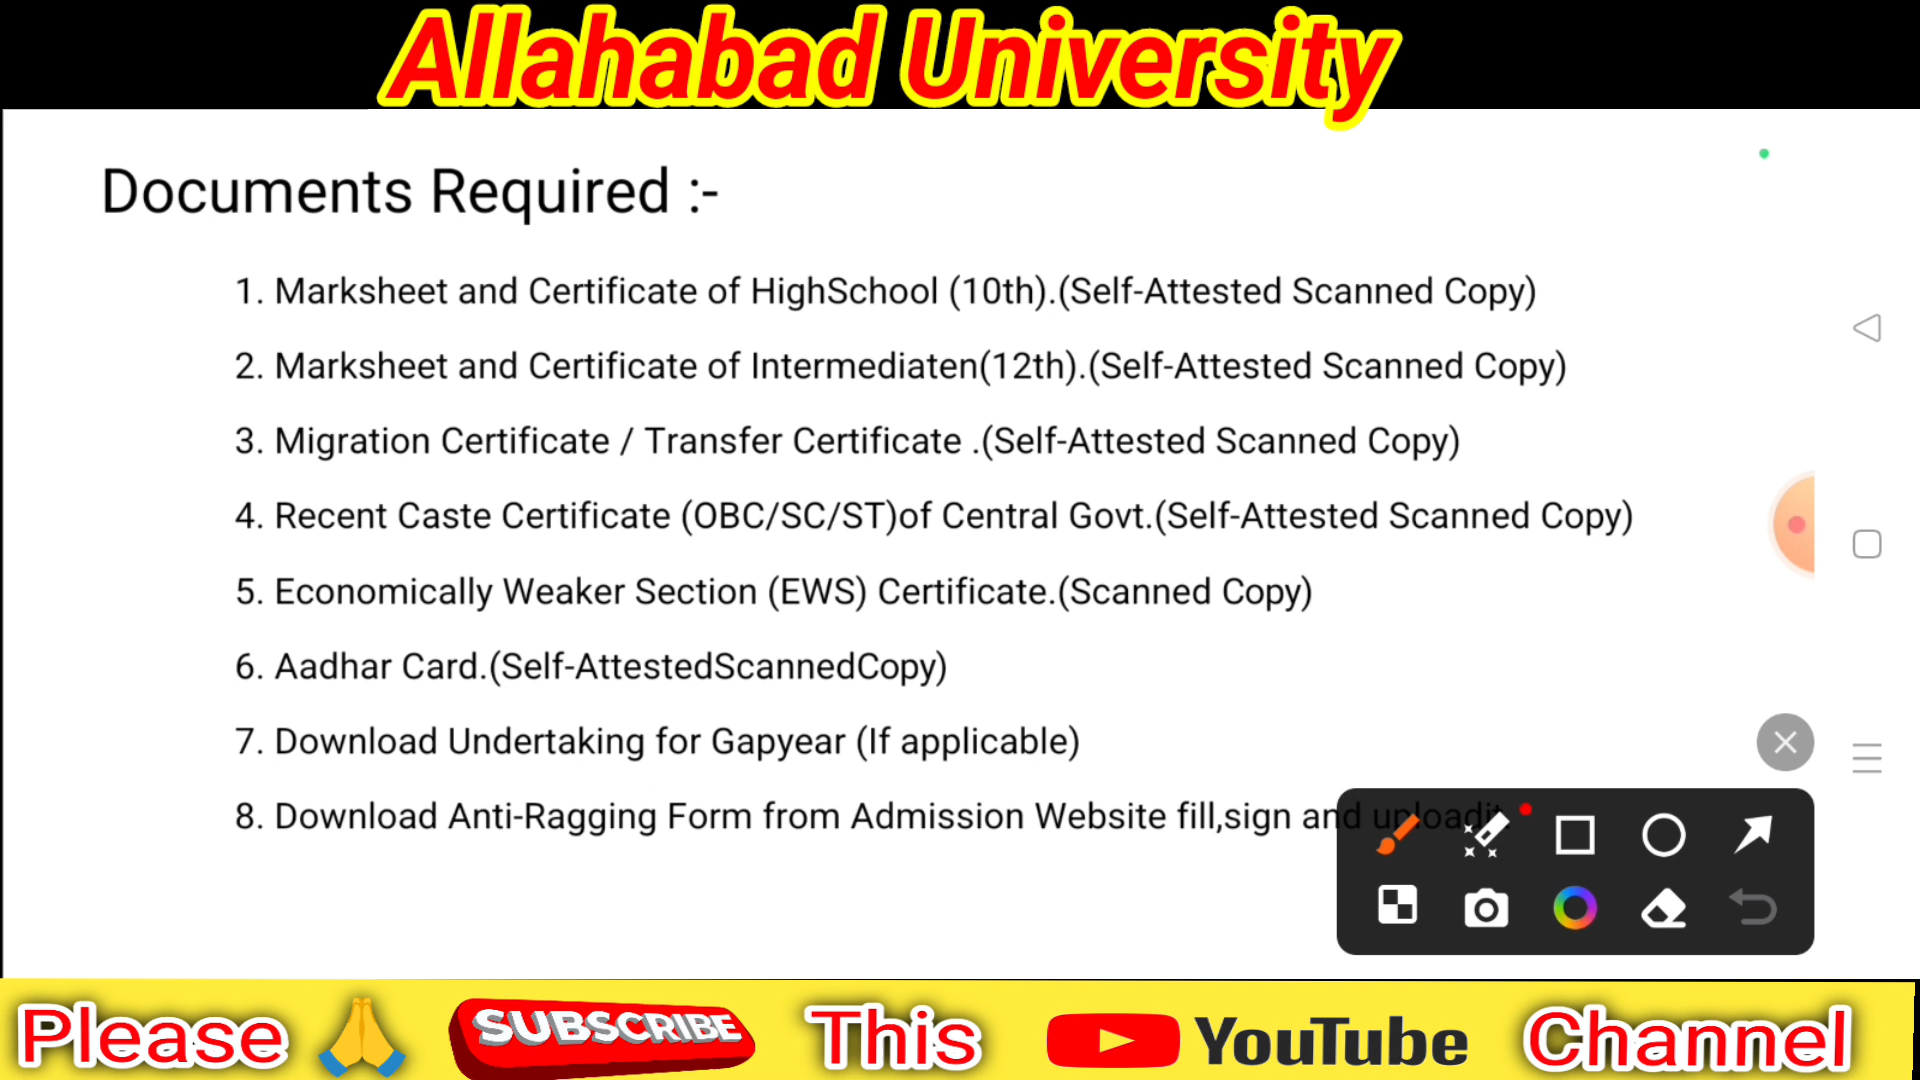 Allahabad University
Documents Required :-
1. Marksheet and Certificate of HighSchool (10th).(Self-Attested Scanned Copy)
2. Marksheet and Certificate of Intermediaten(12th).(Self-Attested Scanned Copy)
3. Migration Certificate / Transfer Certificate .(Self-Attested Scanned Copy)
4. Recent Caste Certificate (OBC/SC/ST)of Central Govt.(Self-Attested Scanned Copy)
5. Economically Weaker Section (EWS) Certificate.(Scanned Copy)
6. Aadhar Card.(Self-AttestedScannedCopy)
7. Download Undertaking for Gapyear (If applicable)
8. Download Anti-Ragging Form from Admission Website fill,sign and uploadit.
Please SUBSCRIBE This YouTube Channel